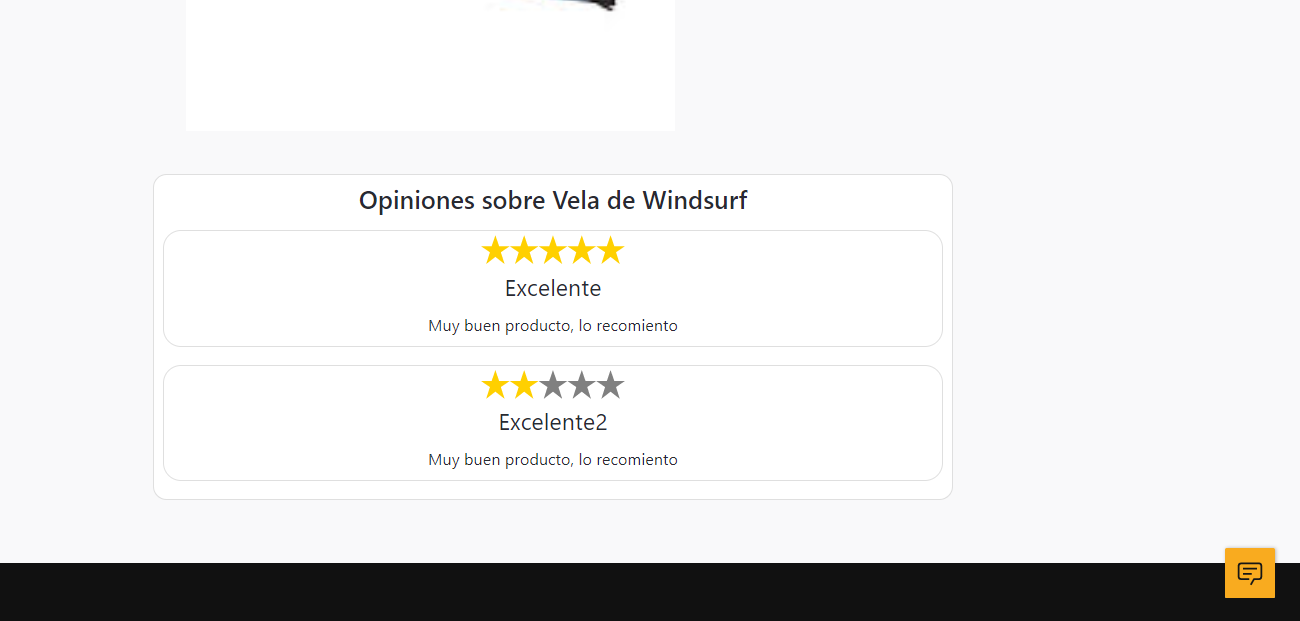 Opiniones sobre Vela de Windsurf
Excelente
Muy buen producto, lo recomiento
Excelente2
Muy buen producto, lo recomiento